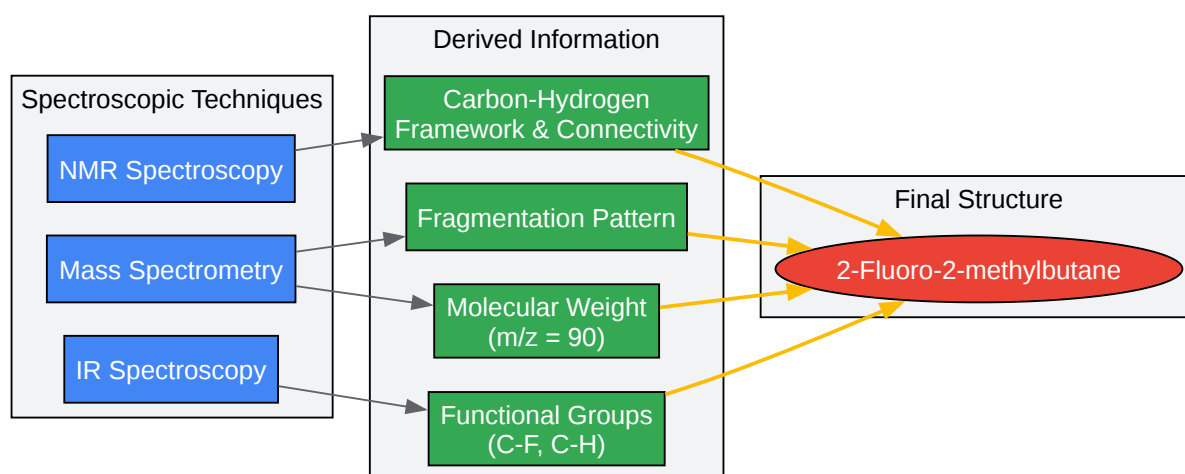 Spectroscopic Techniques
NMR Spectroscopy
Mass Spectrometry
IR Spectroscopy
Derived Information
Carbon-Hydrogen
Framework & Connectivity
Fragmentation Pattern
Molecular Weight
(m/z = 90)
Functional Groups
(C-F, C-H)
Final Structure
2-Fluoro-2-methylbutane